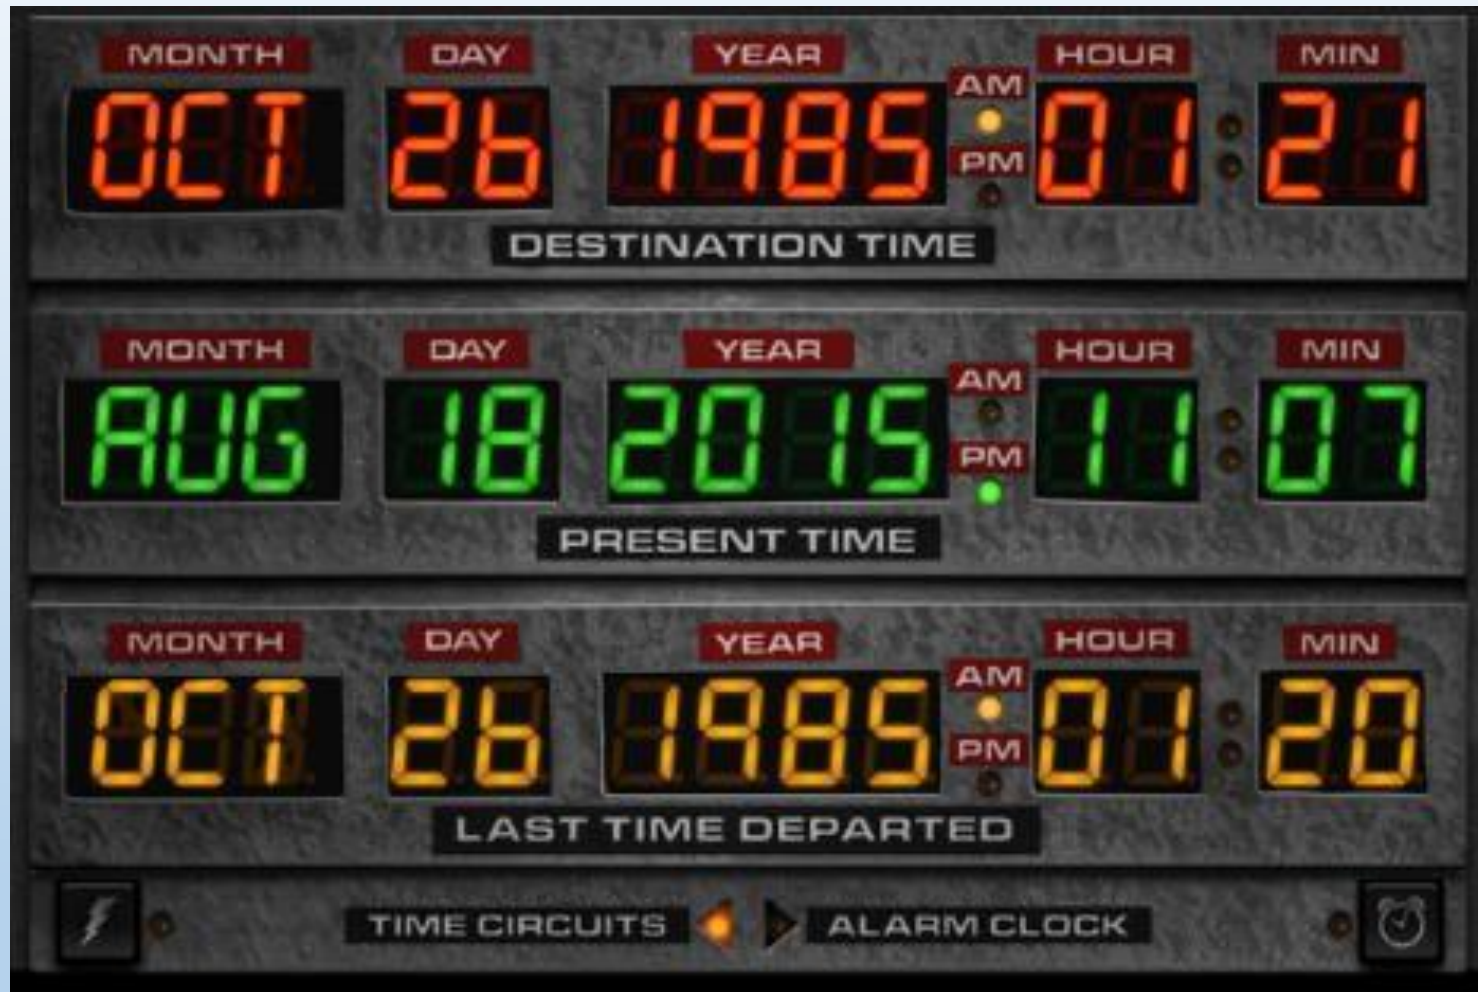 MONTH DAY YEAR HOUR MIN
AM
OCT 26 1985 01 21
PM
DESTINATION TIME
MONTH DAY YEAR HOUR MIN
AM
AUG 18 2015 11 07
PM
PRESENT TIME
MONTH DAY YEAR HOUR MIN
AM
OCT 26 1985 01 20
PM
LAST TIME DEPARTED
TIME CIRCUITS ALARM CLOCK